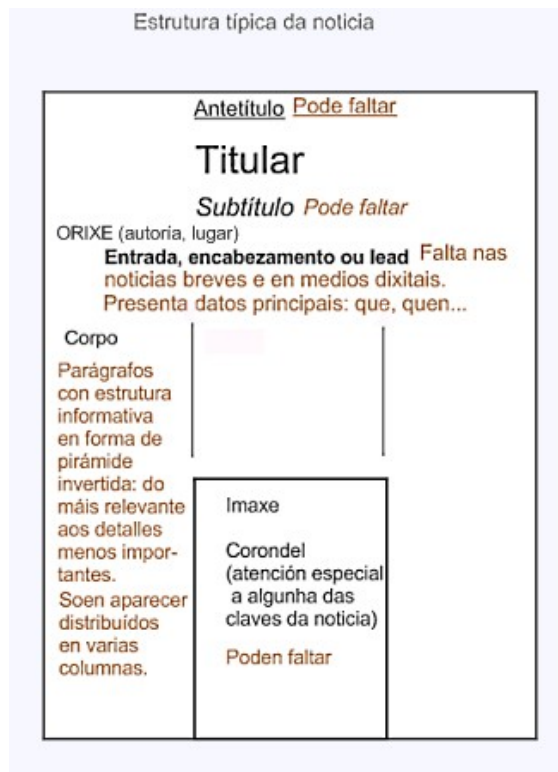 Estrutura típica da noticia
Antetítulo Pode faltar
Titular
Subtítulo Pode faltar
ORIXE (autoría, lugar)
Entrada, encabezamento ou lead Falta nas
noticias breves e en medios dixitais.
Presenta datos principais: que, quen...
Corpo
Parágrafos
con estrutura
informativa
en forma de
pirámide
invertida: do
máis relevante
aos detalles
menos impor-
tantes.
Soen aparecer
distribuídos
en varias
columnas.
Imaxe
Corondel
(atención especial
a algunha das
claves da noticia)
Poden faltar